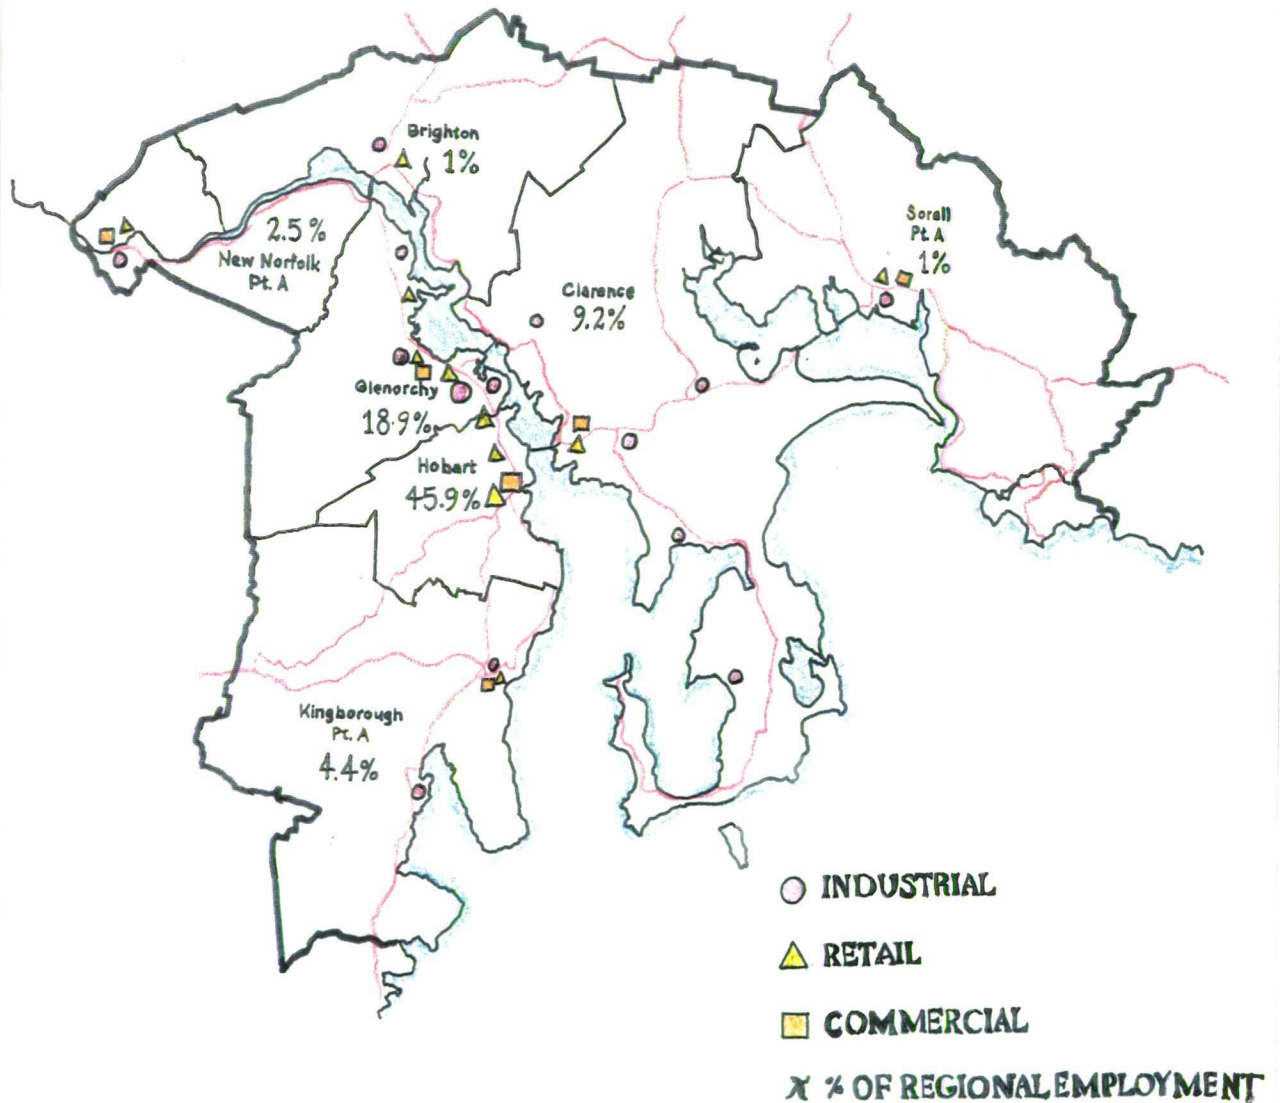 Brighton
1%
2.5%
New Norfolk
Pt. A
Sorell
Pt. A
1%
Clarence
9.2%
Glenorchy
18.9%
Hobart
45.9%
Kingborough
Pt. A
4.4%
INDUSTRIAL
RETAIL
COMMERCIAL
X % OF REGIONAL EMPLOYMENT